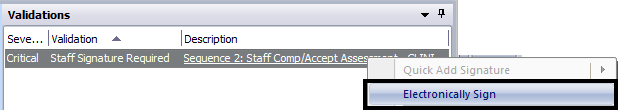 Validations
Seve... Validation Description
Critical Staff Signature Required Sequence 2: Staff Comp/Accept Assessment - CLINI
Quick Add Signature
Electronically Sign